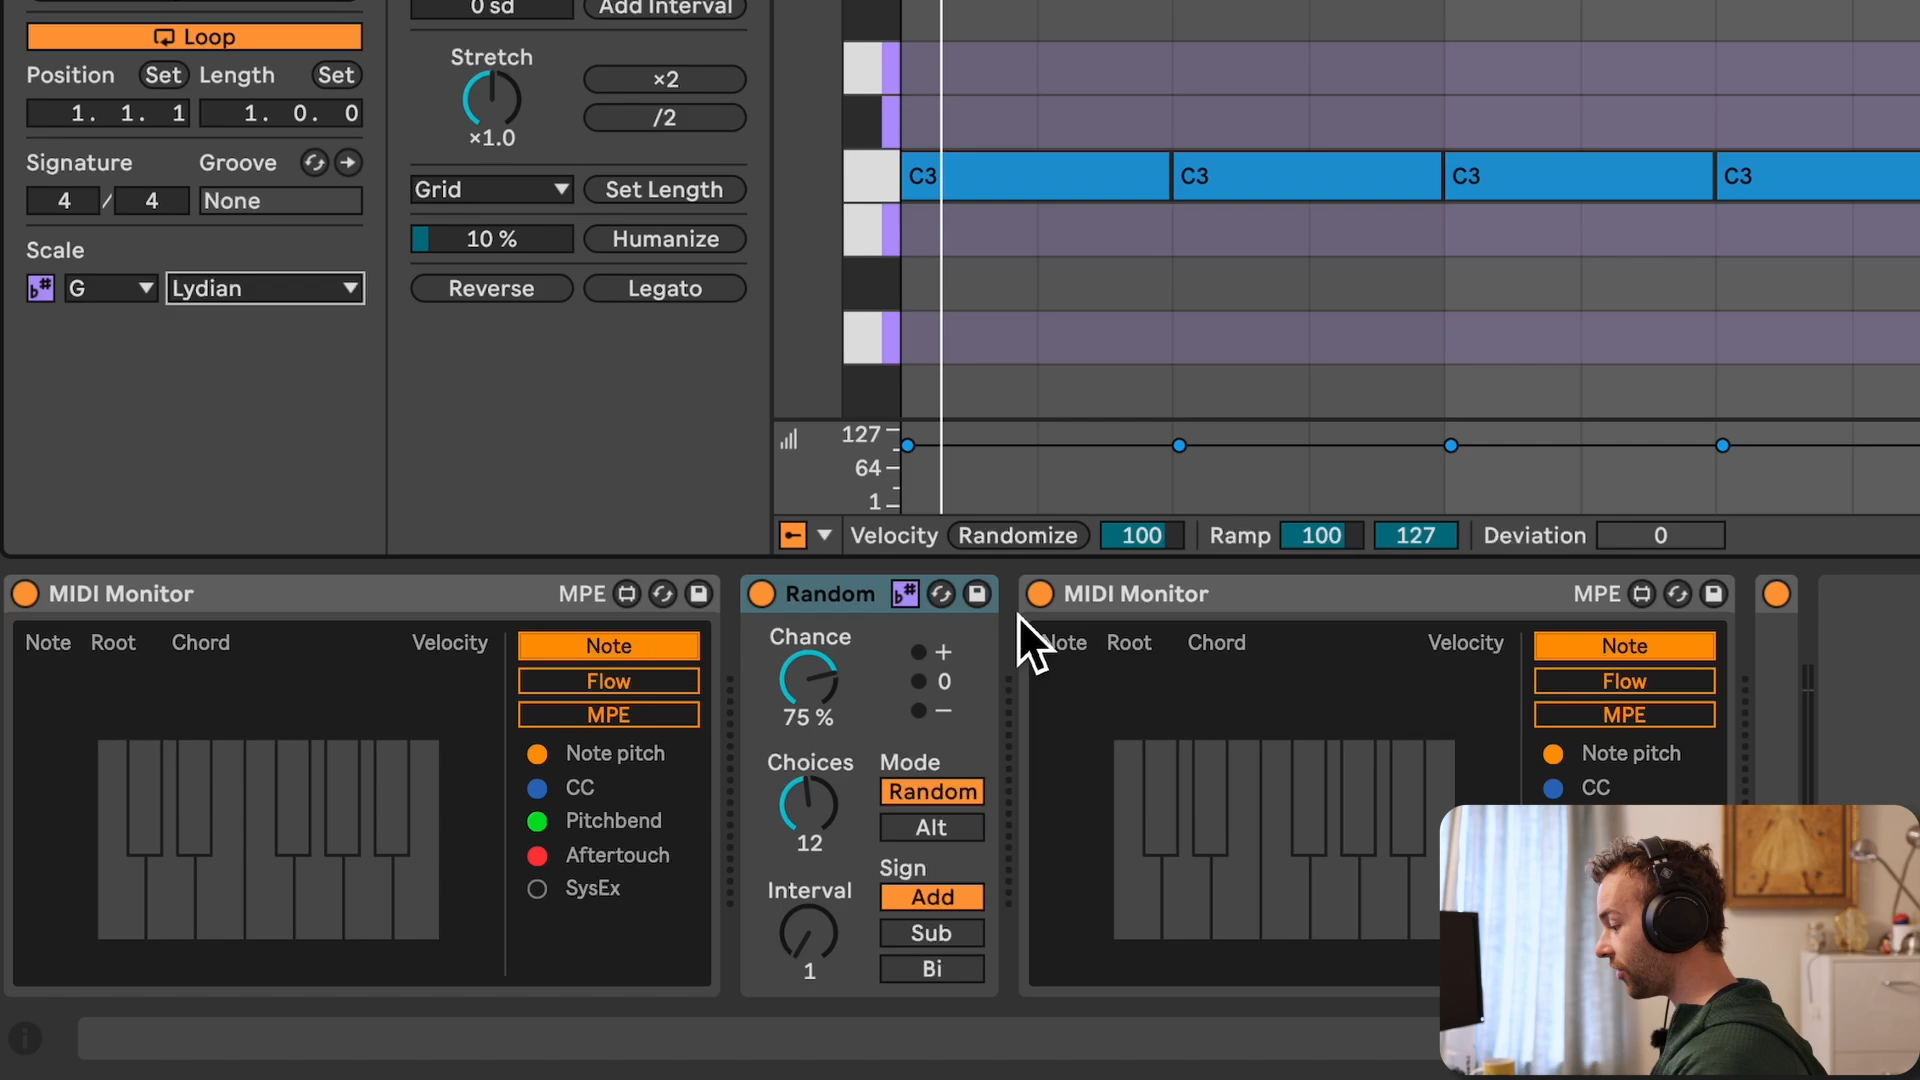 0 sd
Add Interval
Loop
Position Set Length Set
1. 1. 1
1. 0. 0
Signature Groove
4 / 4
None
Scale
♭# G Lydian
Stretch
×1.0
×2
/2
Grid
Set Length
10 %
Humanize
Reverse
Legato
C3 C3 C3 C3
127
64
1
Velocity Randomize 100 Ramp 100 127 Deviation 0
MIDI Monitor MPE
Note Root Chord Velocity
Note
Flow
MPE
Note pitch
CC
Pitchbend
Aftertouch
SysEx
Random ♭#
Chance
75 %
+
0
−
Choices
12
Mode
Random
Alt
Interval
1
Sign
Add
Sub
Bi
MIDI Monitor MPE
Note Root Chord Velocity
Note
Flow
MPE
Note pitch
CC